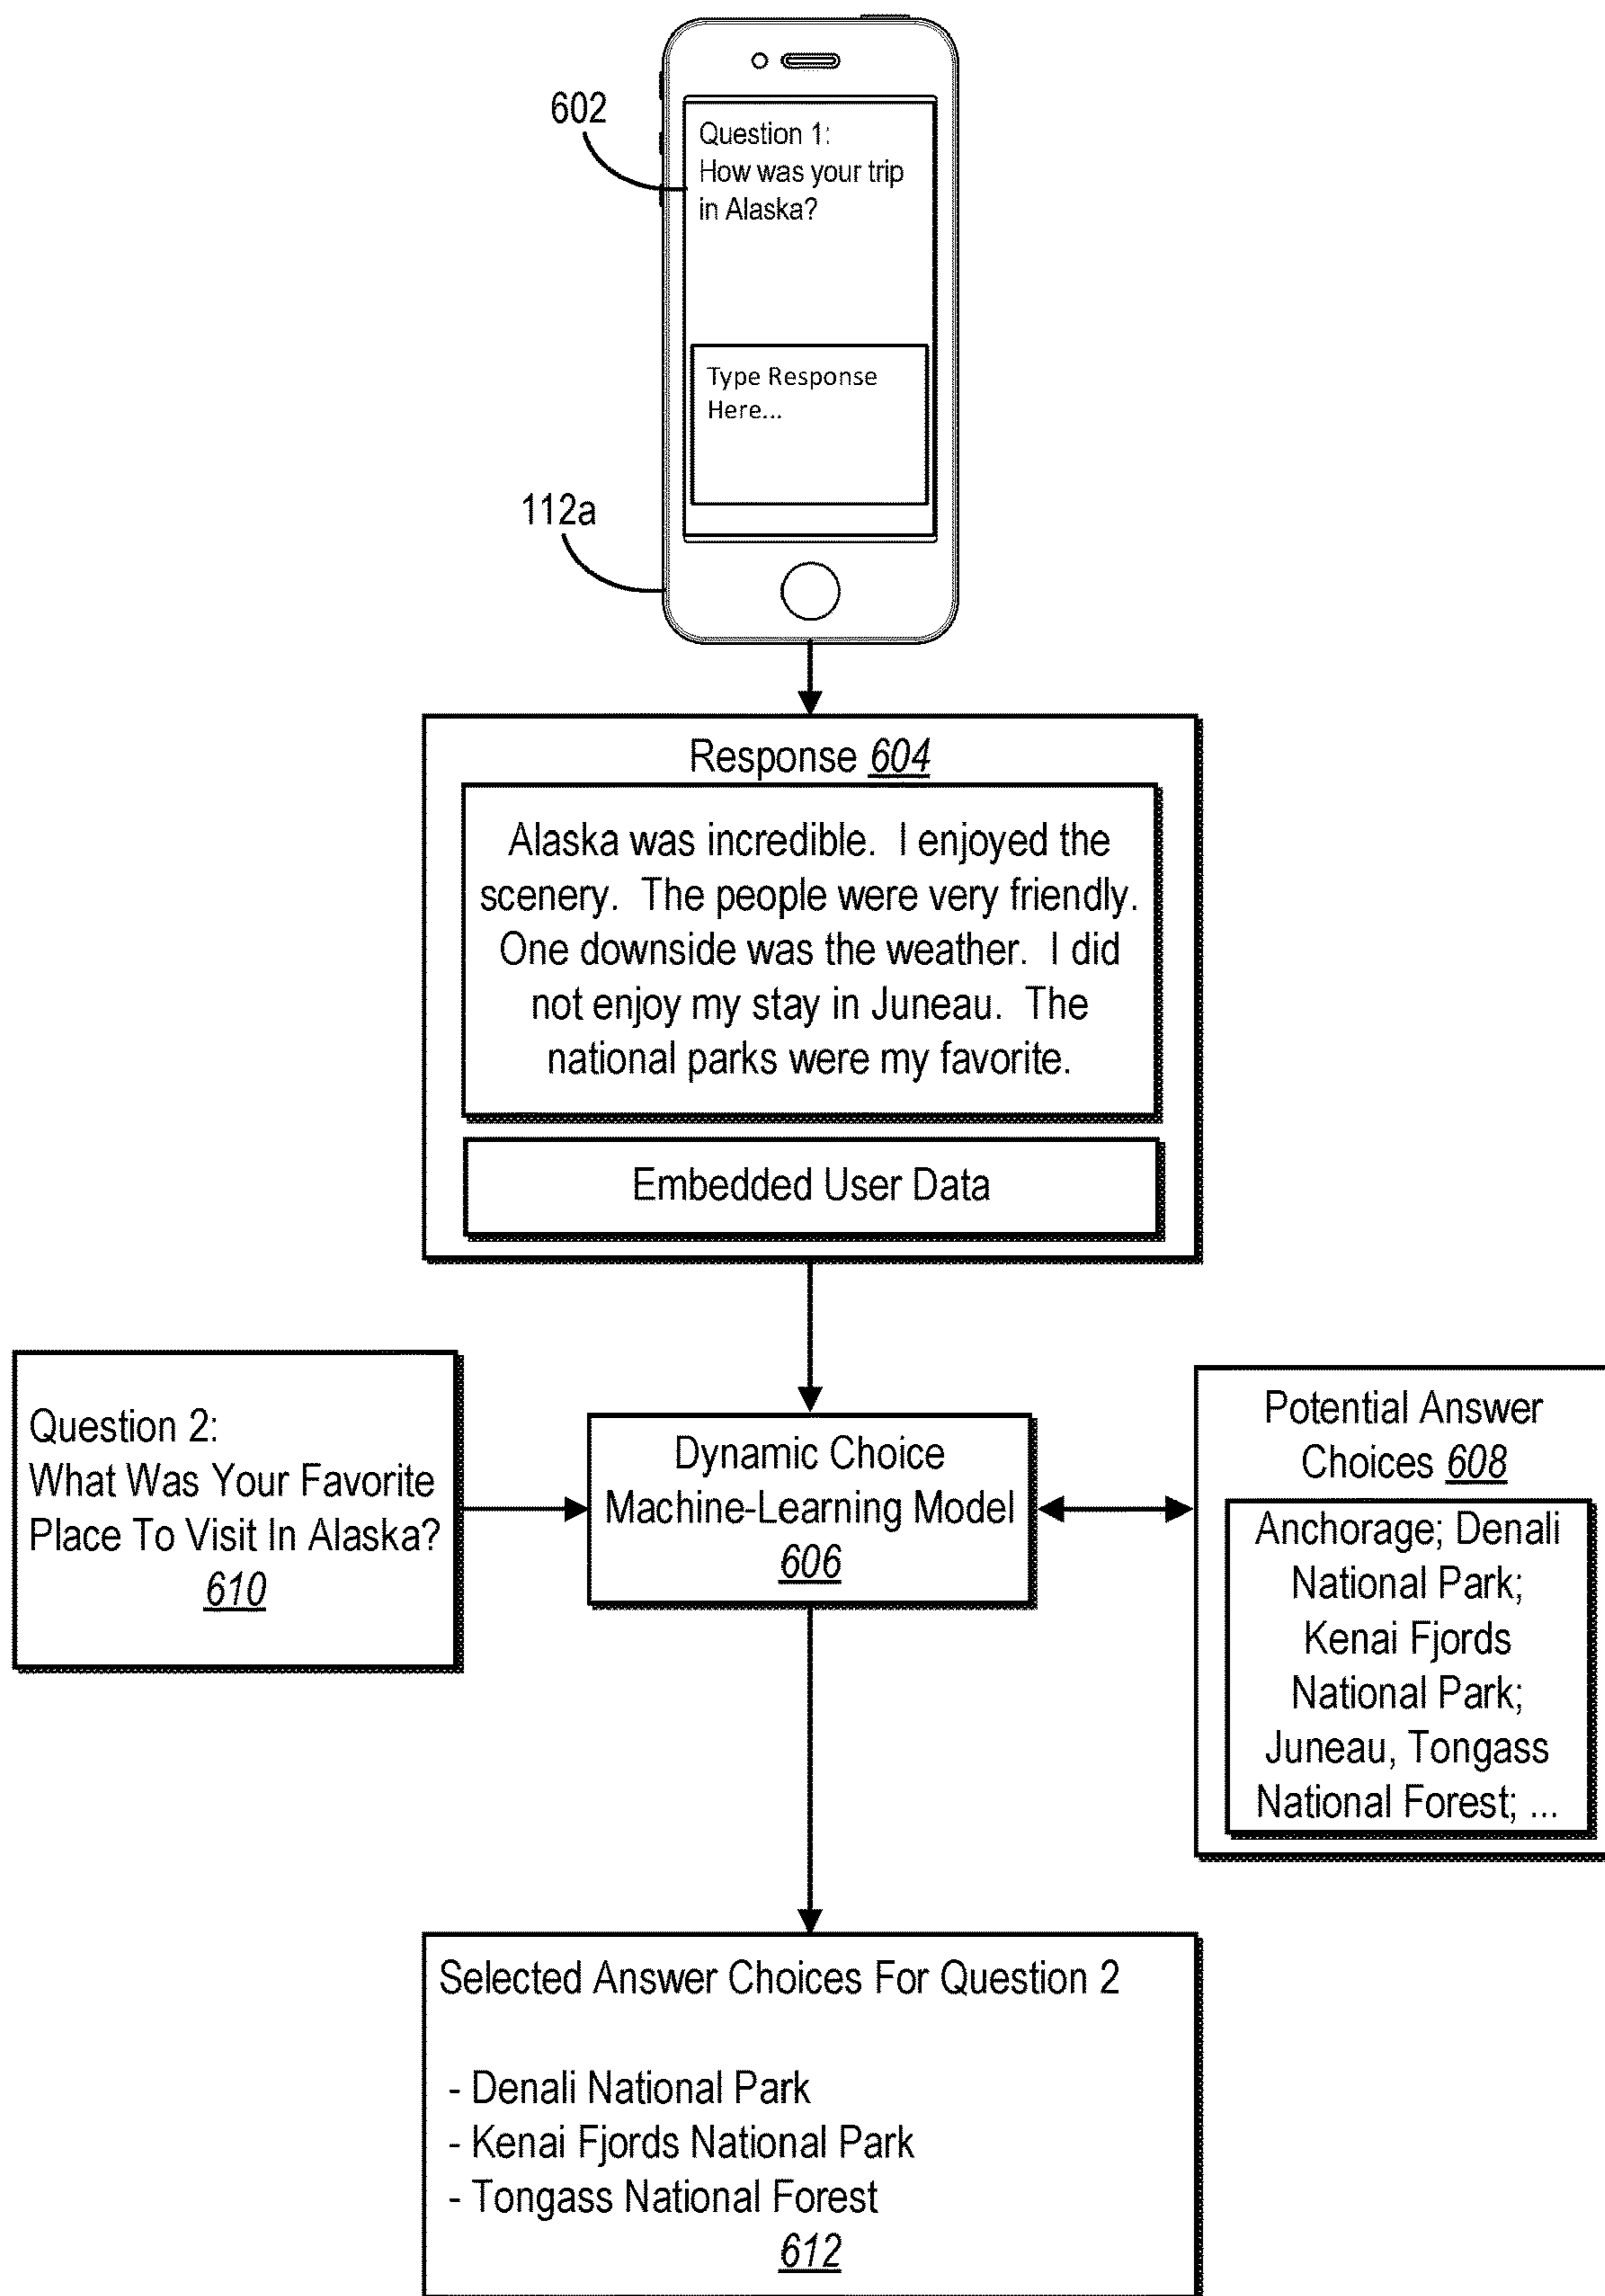 602
Question 1:
How was your trip
in Alaska?
Type Response
Here...
112a
Response 604
Alaska was incredible. I enjoyed the
scenery. The people were very friendly.
One downside was the weather. I did
not enjoy my stay in Juneau. The
national parks were my favorite.
Embedded User Data
Question 2:
What Was Your Favorite
Place To Visit In Alaska?
610
Dynamic Choice
Machine-Learning Model
606
Potential Answer
Choices 608
Anchorage; Denali
National Park;
Kenai Fjords
National Park;
Juneau, Tongass
National Forest; ...
Selected Answer Choices For Question 2
- Denali National Park
- Kenai Fjords National Park
- Tongass National Forest
612